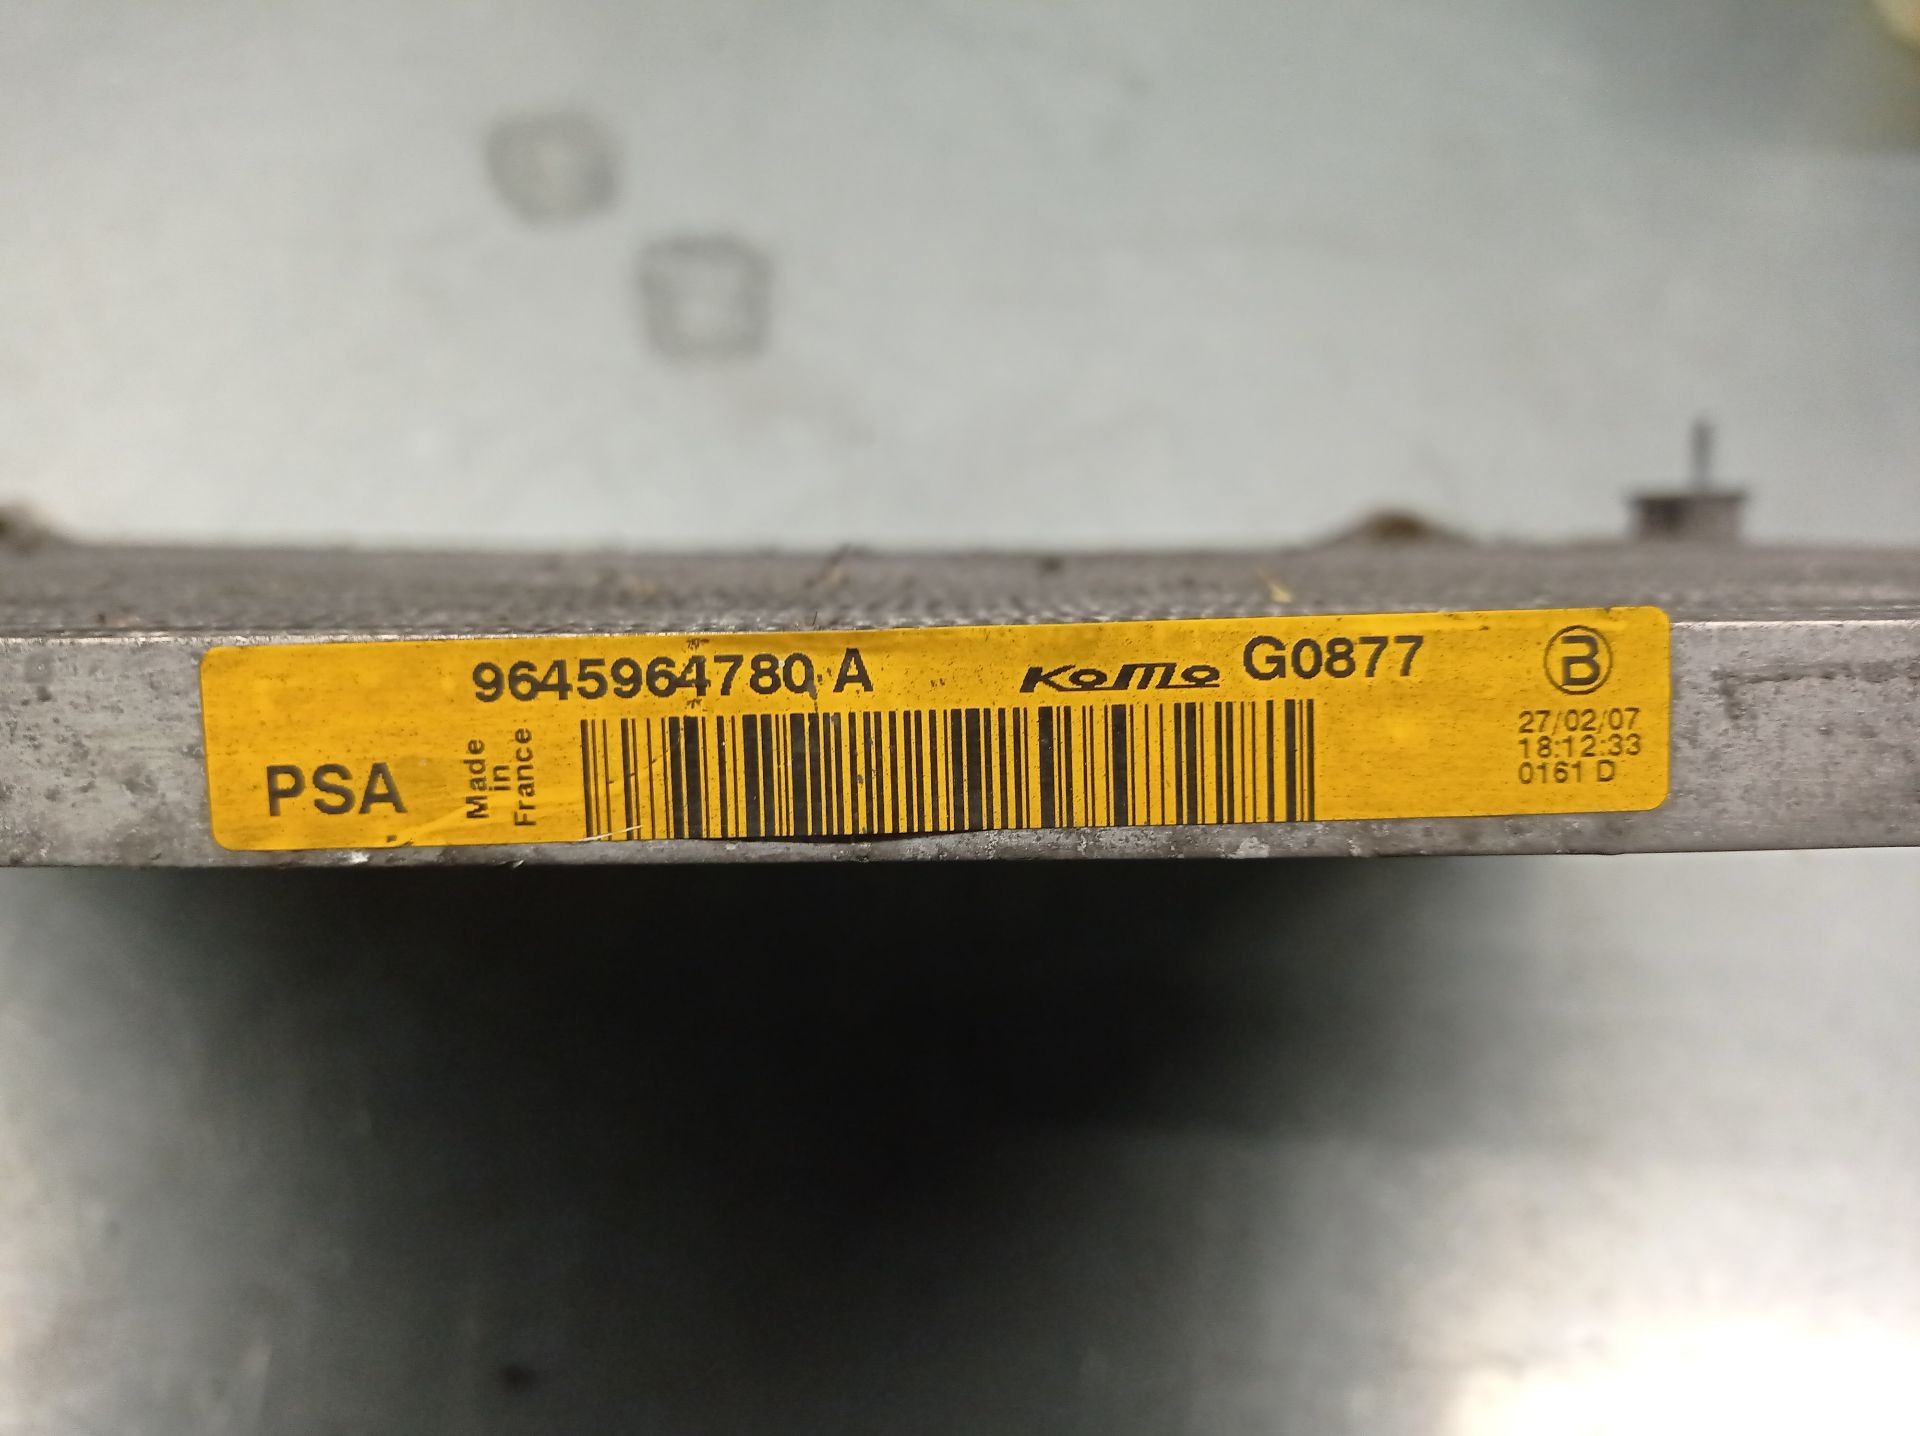 9645964780 A KoMo G0877 B
PSA
Made
in
France
27/02/07
18:12:33
0161 D